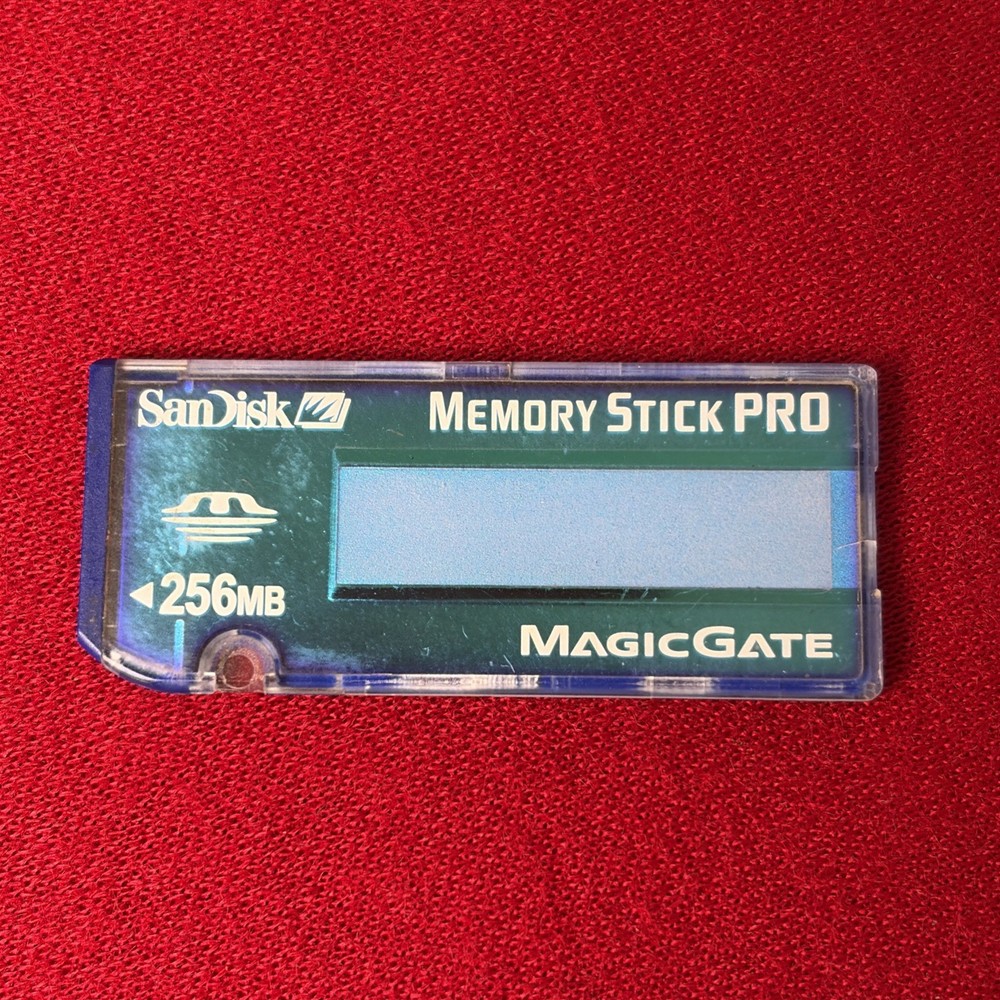 SanDisk
MEMORY STICK PRO
◄256MB
MAGICGATE